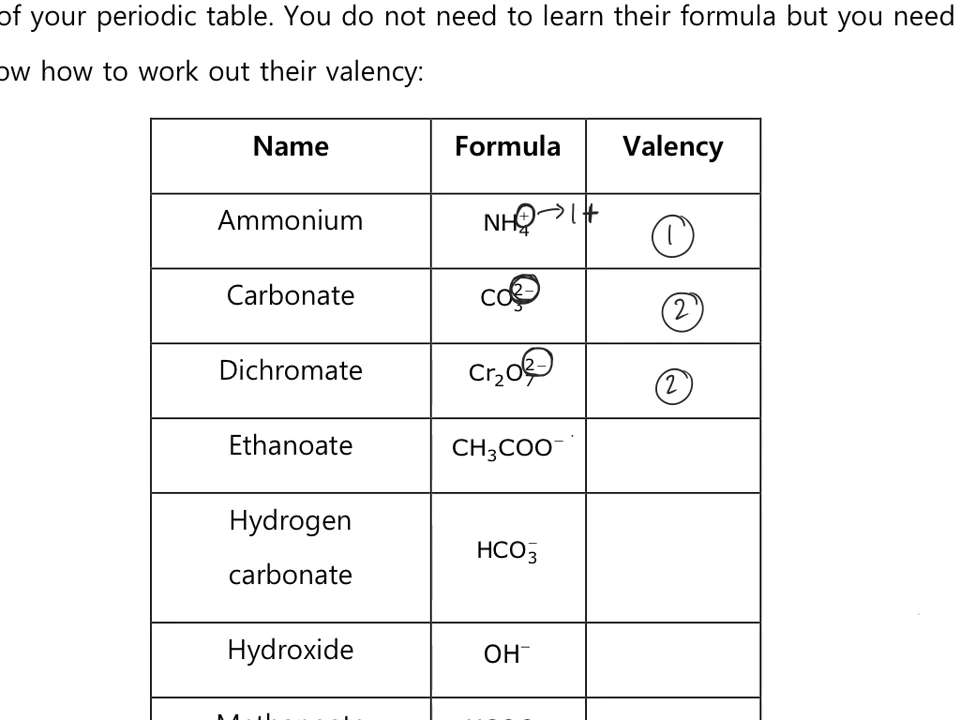 of your periodic table. You do not need to learn their formula but you need
ow how to work out their valency:
Name Formula Valency
Ammonium NH₄⁺ → 1+ 1
Carbonate CO₃²⁻ 2
Dichromate Cr₂O₇²⁻ 2
Ethanoate CH₃COO⁻
Hydrogen
carbonate HCO₃⁻
Hydroxide OH⁻